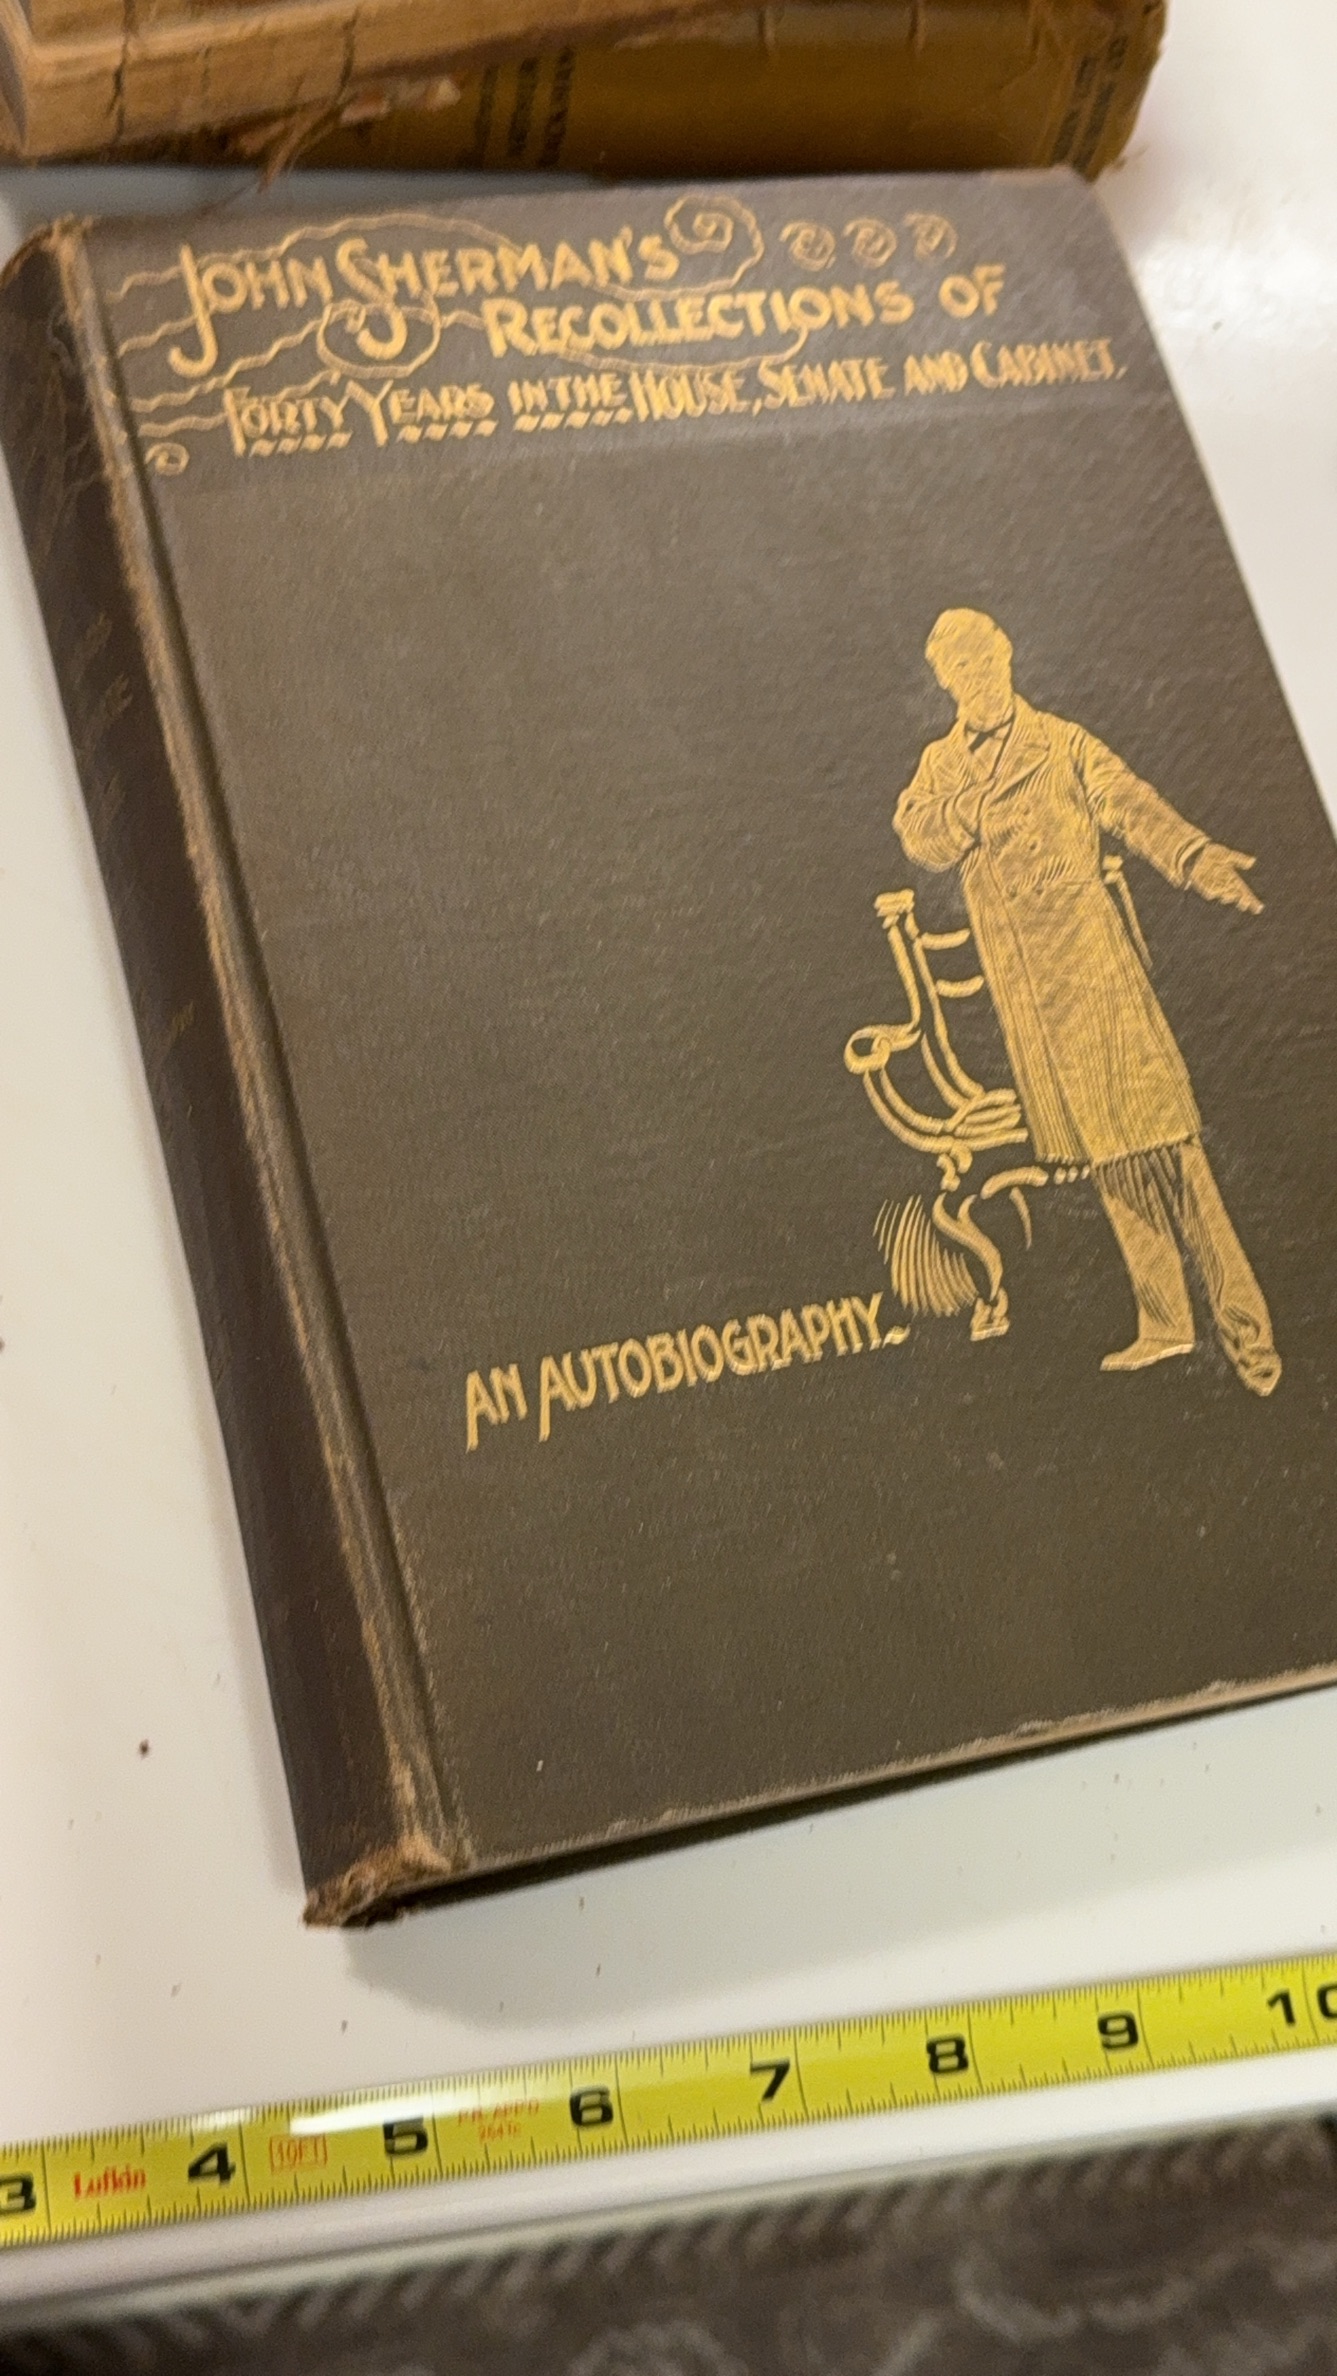 JOHN SHERMAN'S
RECOLLECTIONS OF
FORTY YEARS IN THE HOUSE, SENATE AND CABINET.
AN AUTOBIOGRAPHY
3 Lufkin 4 10FT 5 6 7 8 9 10